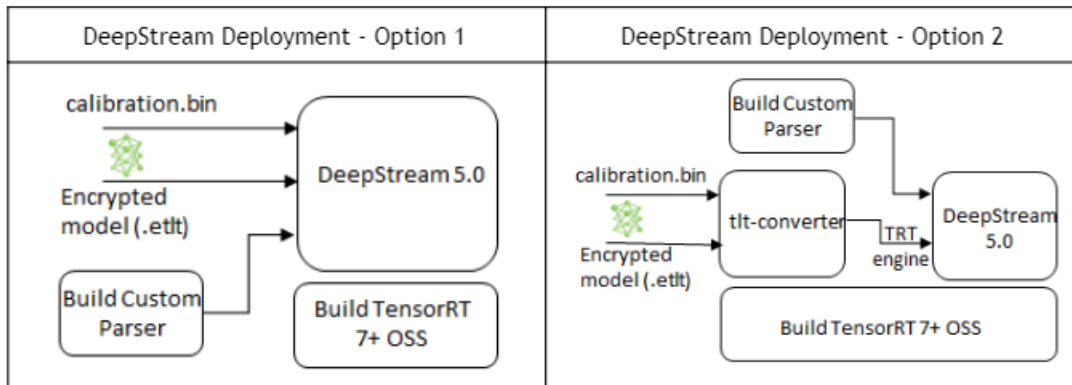 DeepStream Deployment - Option 1
calibration.bin
Encrypted
model (.etlt)
DeepStream 5.0
Build Custom
Parser
Build TensorRT
7+ OSS
DeepStream Deployment - Option 2
Build Custom
Parser
calibration.bin
Encrypted
model (.etlt)
tlt-converter
TRT
engine
DeepStream
5.0
Build TensorRT 7+ OSS